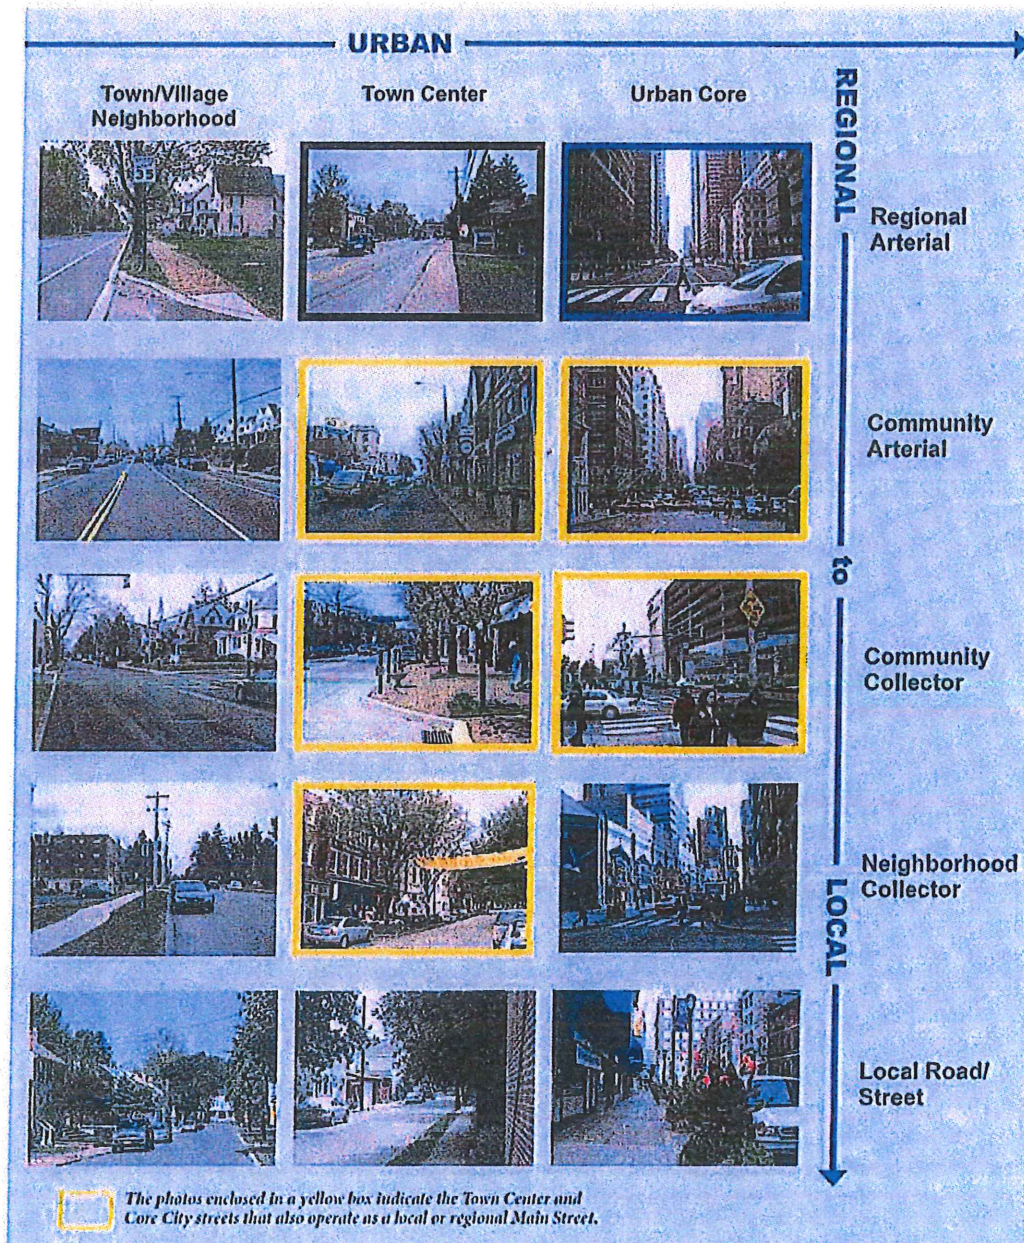 URBAN
Town/Village
Neighborhood
Town Center
Urban Core
REGIONAL
to
LOCAL
Regional
Arterial
Community
Arterial
Community
Collector
Neighborhood
Collector
Local Road/
Street
55
The photos enclosed in a yellow box indicate the Town Center and
Core City streets that also operate as a local or regional Main Street.